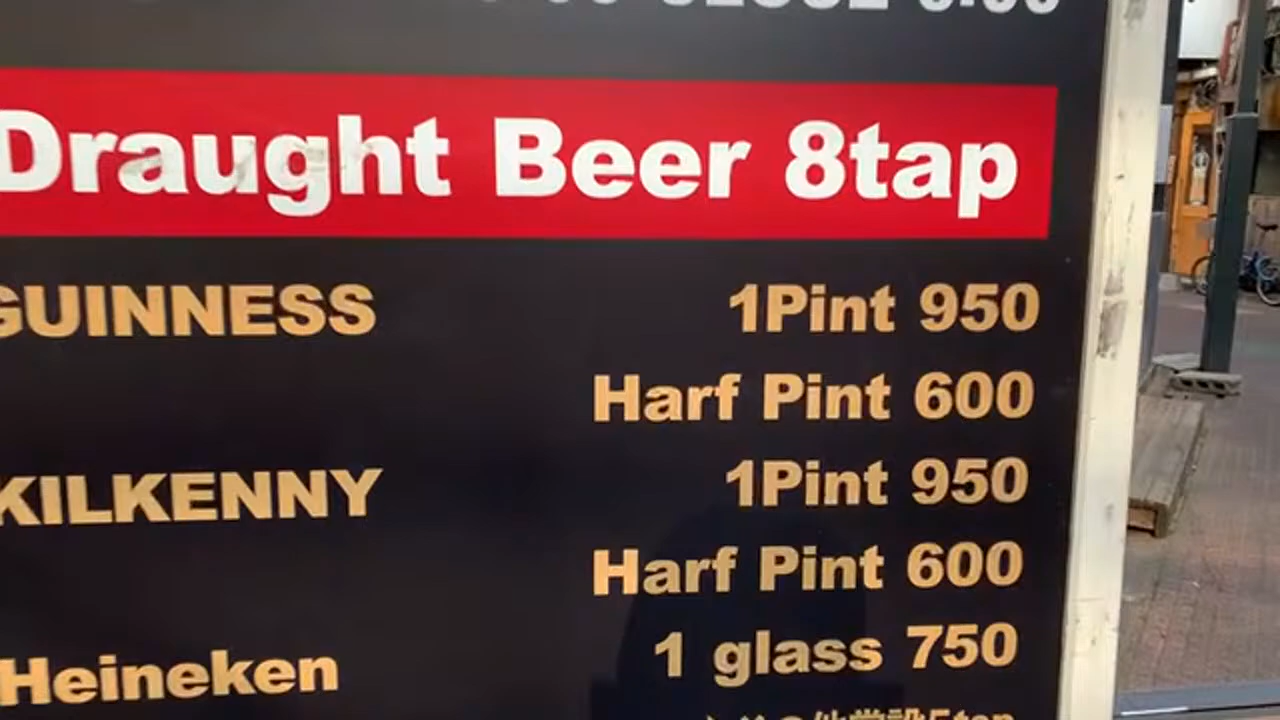 Draught Beer 8tap
GUINNESS 1Pint 950
Harf Pint 600
KILKENNY 1Pint 950
Harf Pint 600
Heineken 1 glass 750